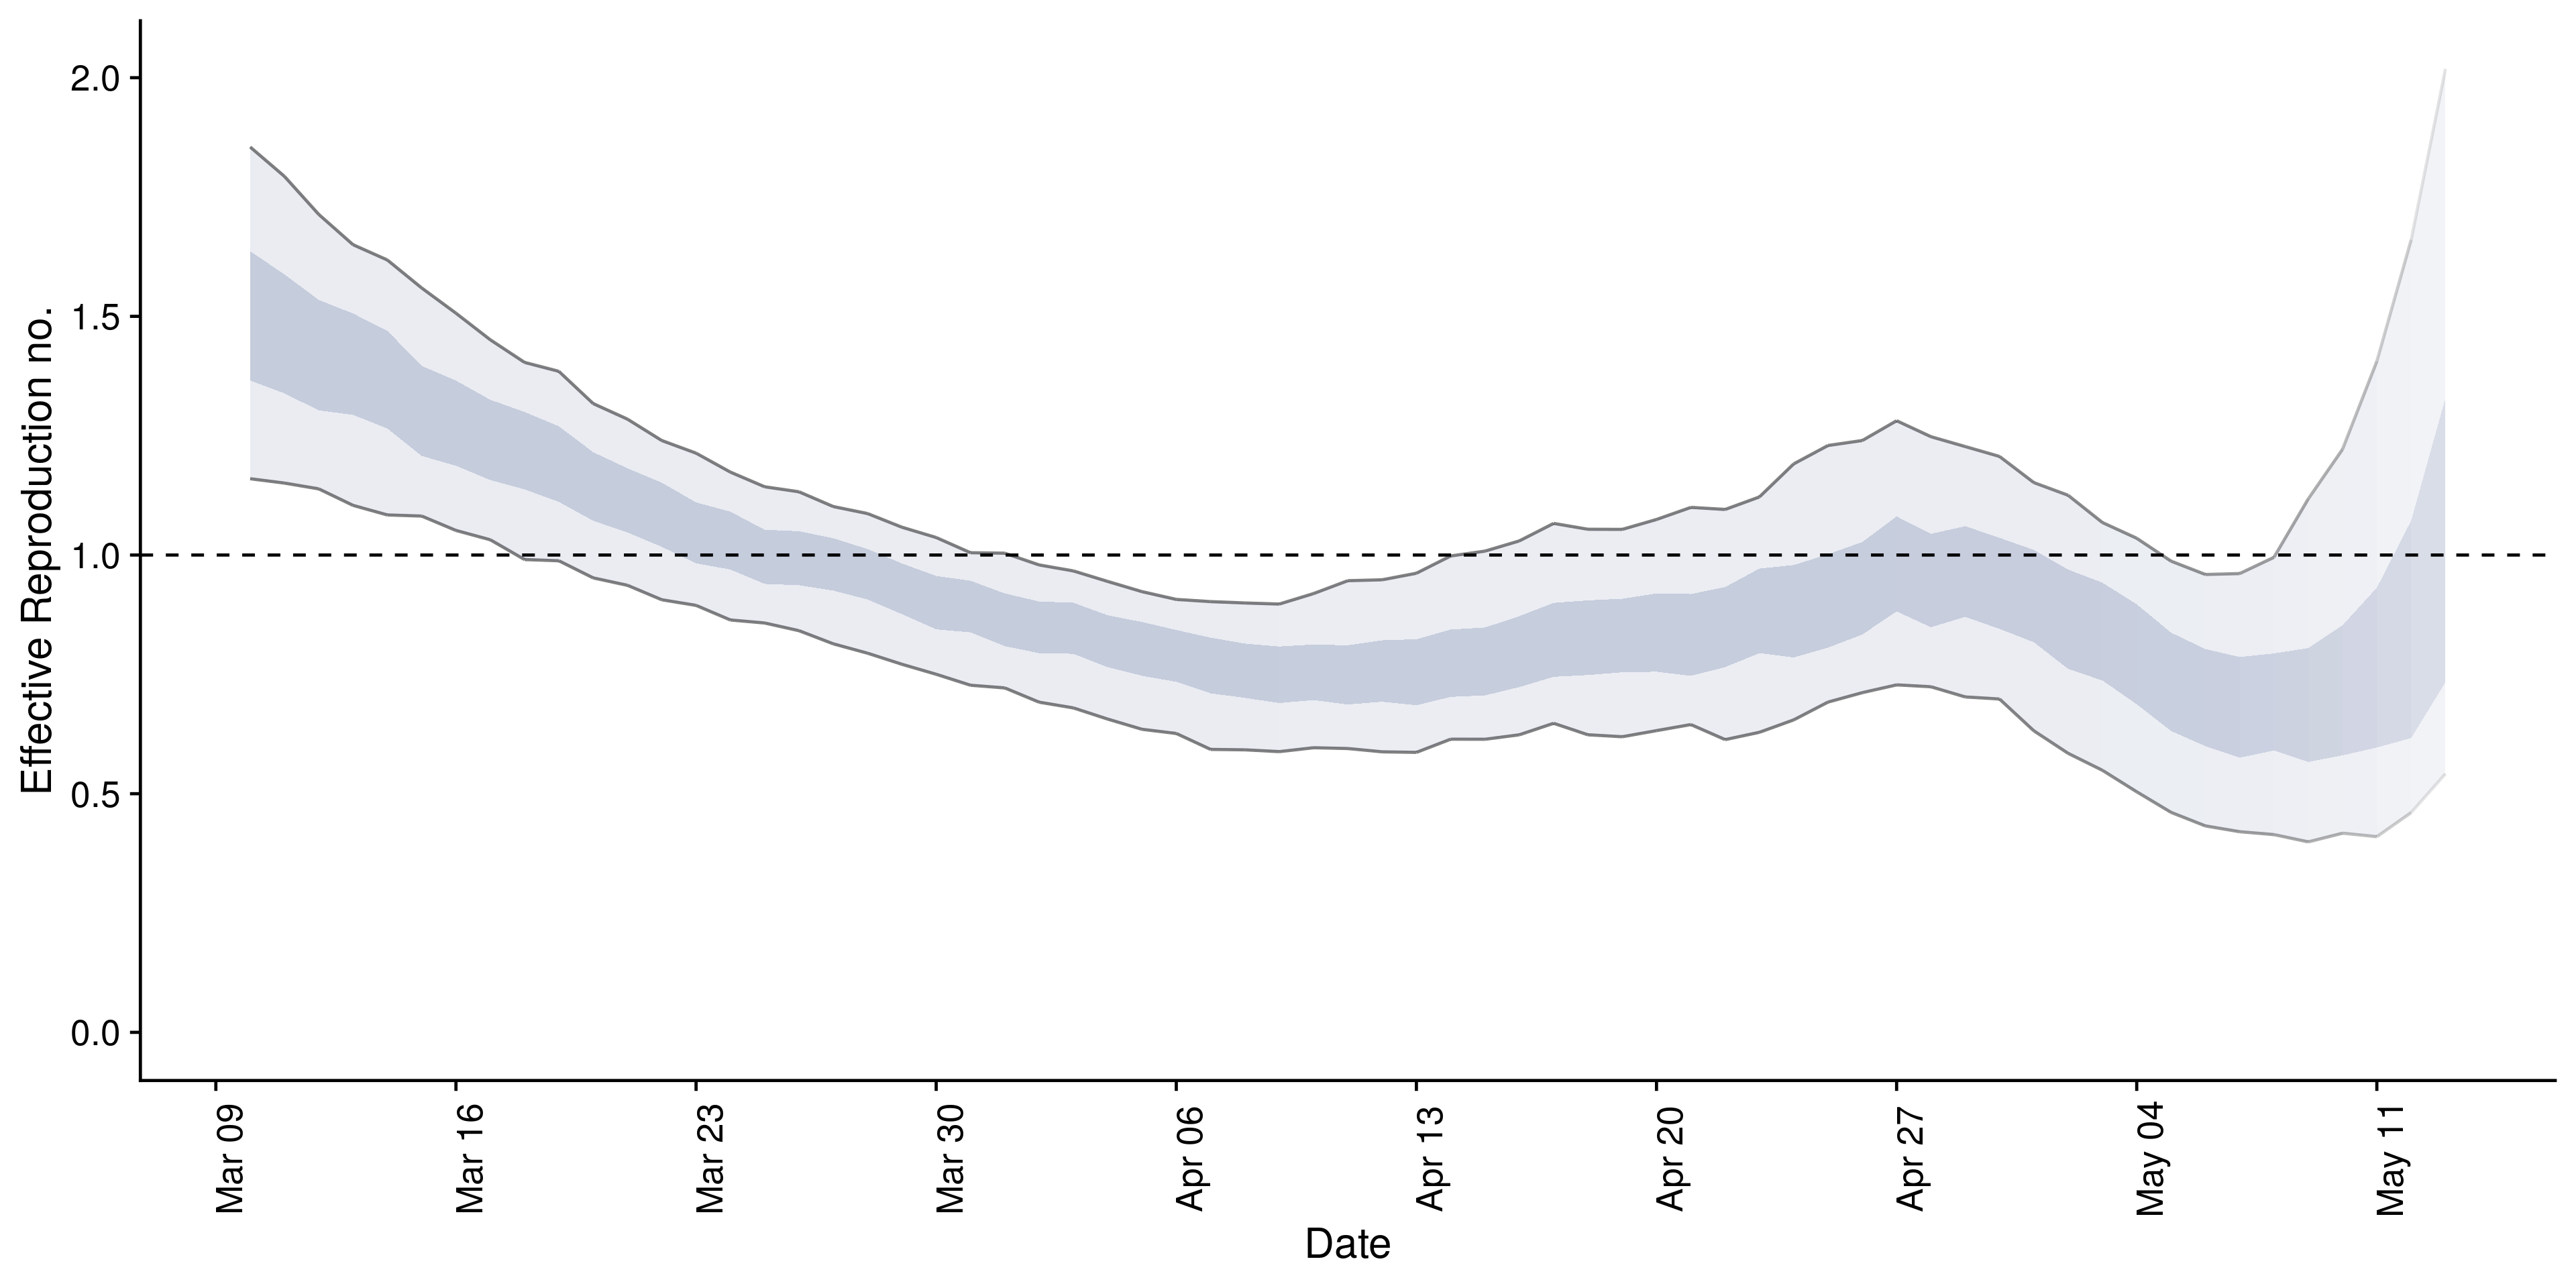 Effective Reproduction no.
2.0
1.5
1.0
0.5
0.0
Mar 09
Mar 16
Mar 23
Mar 30
Apr 06
Apr 13
Apr 20
Apr 27
May 04
May 11
Date